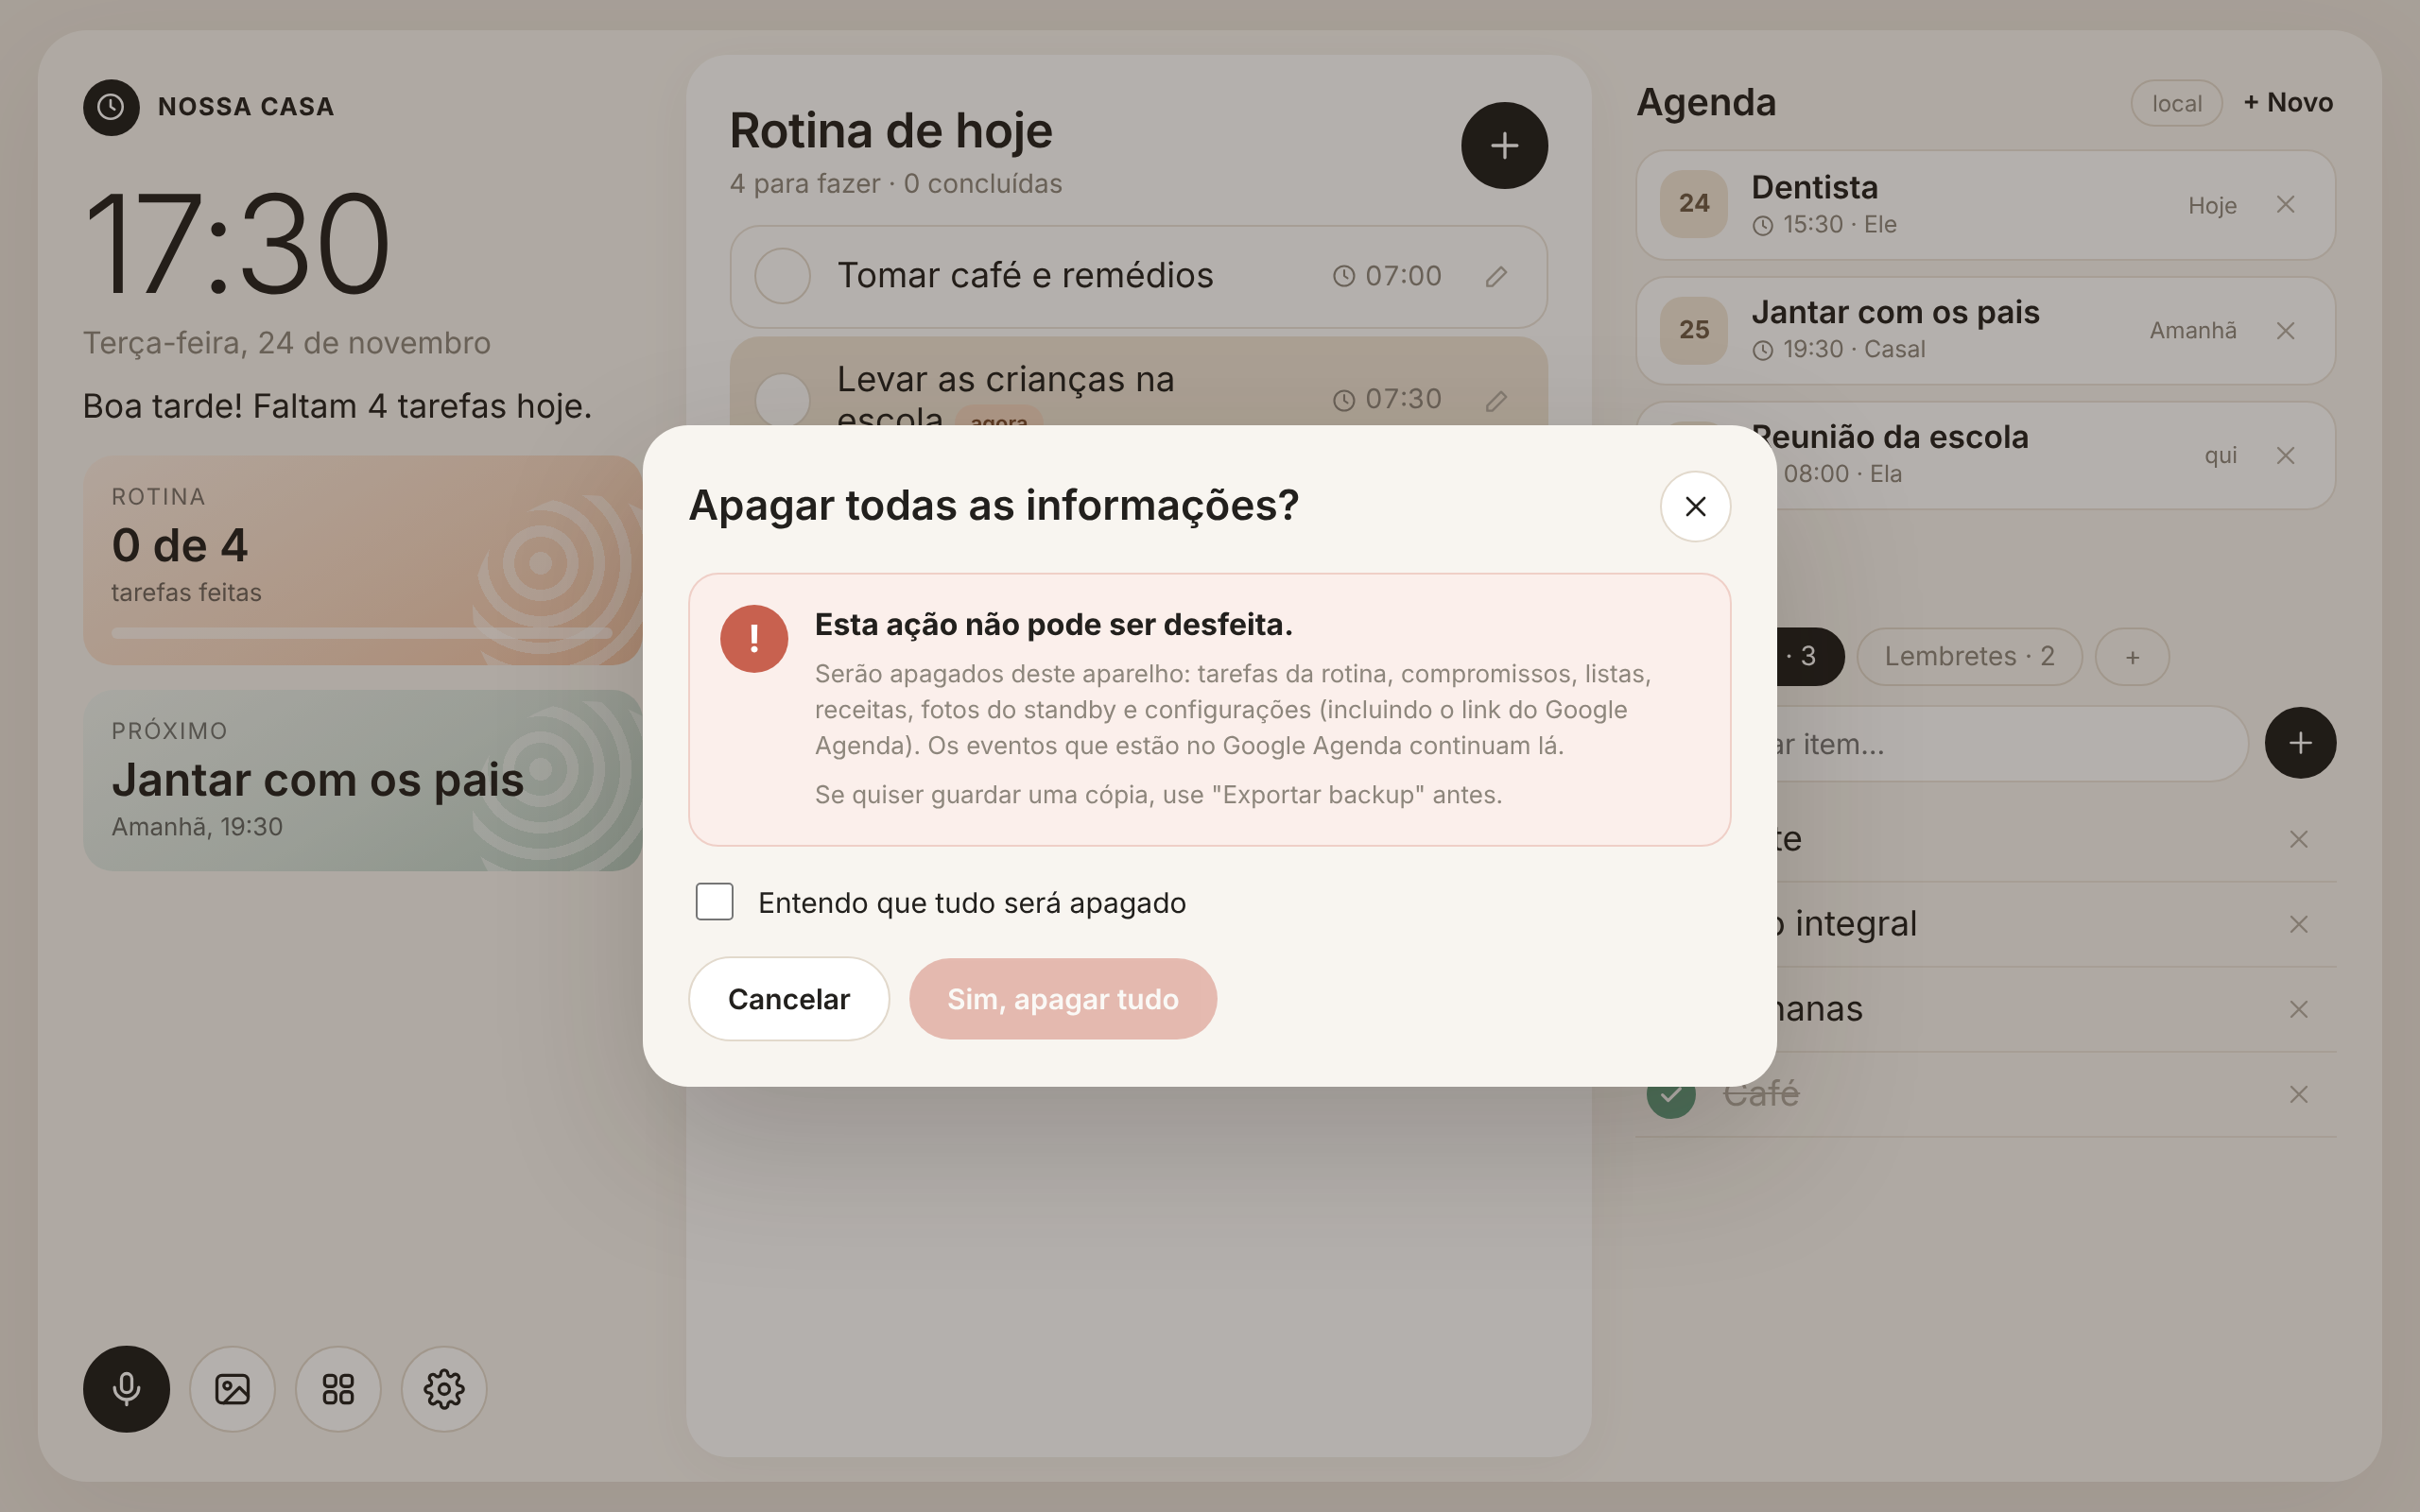 NOSSA CASA
17:30
Terça-feira, 24 de novembro
Boa tarde! Faltam 4 tarefas hoje.
ROTINA
0 de 4
tarefas feitas
PRÓXIMO
Jantar com os pais
Amanhã, 19:30
Rotina de hoje
4 para fazer · 0 concluídas
Tomar café e remédios
07:00
Levar as crianças na
escola agora
07:30
Apagar todas as informações?
!
Esta ação não pode ser desfeita.
Serão apagados deste aparelho: tarefas da rotina, compromissos, listas,
receitas, fotos do standby e configurações (incluindo o link do Google
Agenda). Os eventos que estão no Google Agenda continuam lá.
Se quiser guardar uma cópia, use "Exportar backup" antes.
Entendo que tudo será apagado
Cancelar
Sim, apagar tudo
Agenda
local
+ Novo
24
Dentista
15:30 · Ele
Hoje
25
Jantar com os pais
19:30 · Casal
Amanhã
Reunião da escola
08:00 · Ela
qui
· 3
Lembretes · 2
+
item...
integral
Café